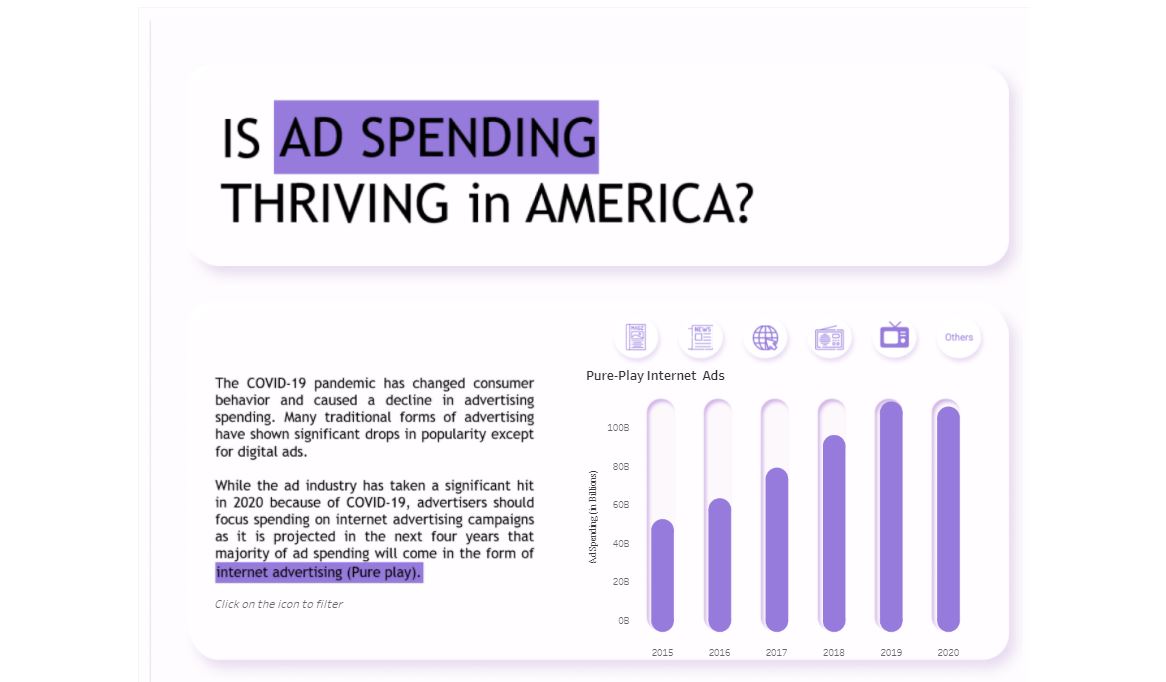 IS AD SPENDING
THRIVING in AMERICA?
MAGZ
NEWS
Others
The COVID-19 pandemic has changed consumer
behavior and caused a decline in advertising
spending. Many traditional forms of advertising
have shown significant drops in popularity except
for digital ads.
While the ad industry has taken a significant hit
in 2020 because of COVID-19, advertisers should
focus spending on internet advertising campaigns
as it is projected in the next four years that
majority of ad spending will come in the form of
internet advertising (Pure play).
Click on the icon to filter
Pure-Play Internet Ads
Ad Spending (in Billions)
100B
80B
60B
40B
20B
0B
2015 2016 2017 2018 2019 2020